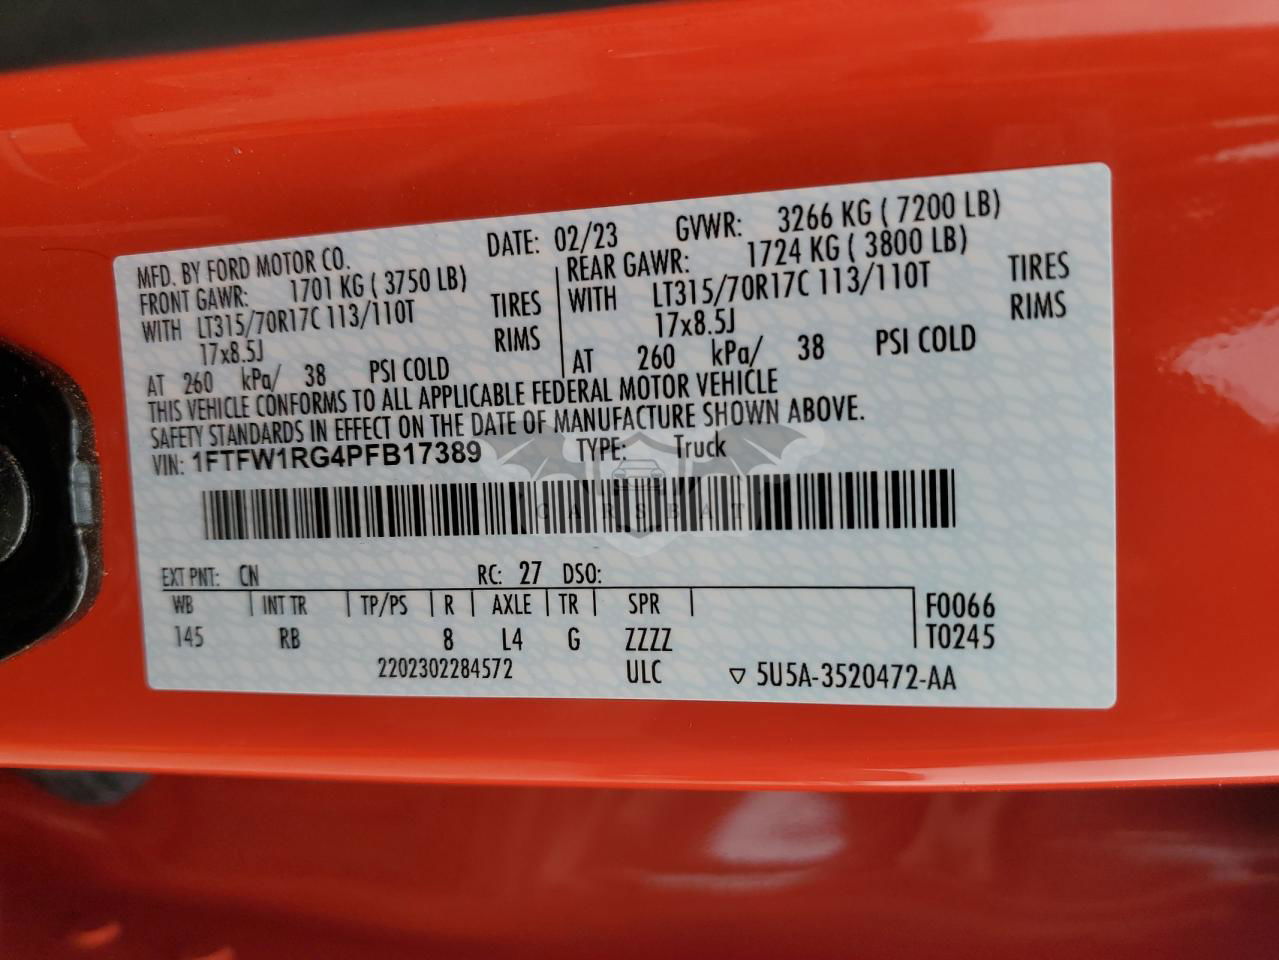 MFD. BY FORD MOTOR CO. DATE: 02/23 GVWR: 3266 KG ( 7200 LB)
FRONT GAWR: 1701 KG ( 3750 LB) REAR GAWR: 1724 KG ( 3800 LB)
WITH LT315/70R17C 113/110T TIRES WITH LT315/70R17C 113/110T TIRES
17x8.5J RIMS 17x8.5J RIMS
AT 260 kPa/ 38 PSI COLD AT 260 kPa/ 38 PSI COLD
THIS VEHICLE CONFORMS TO ALL APPLICABLE FEDERAL MOTOR VEHICLE
SAFETY STANDARDS IN EFFECT ON THE DATE OF MANUFACTURE SHOWN ABOVE.
VIN: 1FTFW1RG4PFB17389 TYPE: Truck
CARSBAT
EXT PNT: CN RC: 27 DSO:
WB INT TR TP/PS R AXLE TR SPR F0066
145 RB 8 L4 G ZZZZ T0245
2202302284572 ULC ▽ 5U5A-3520472-AA